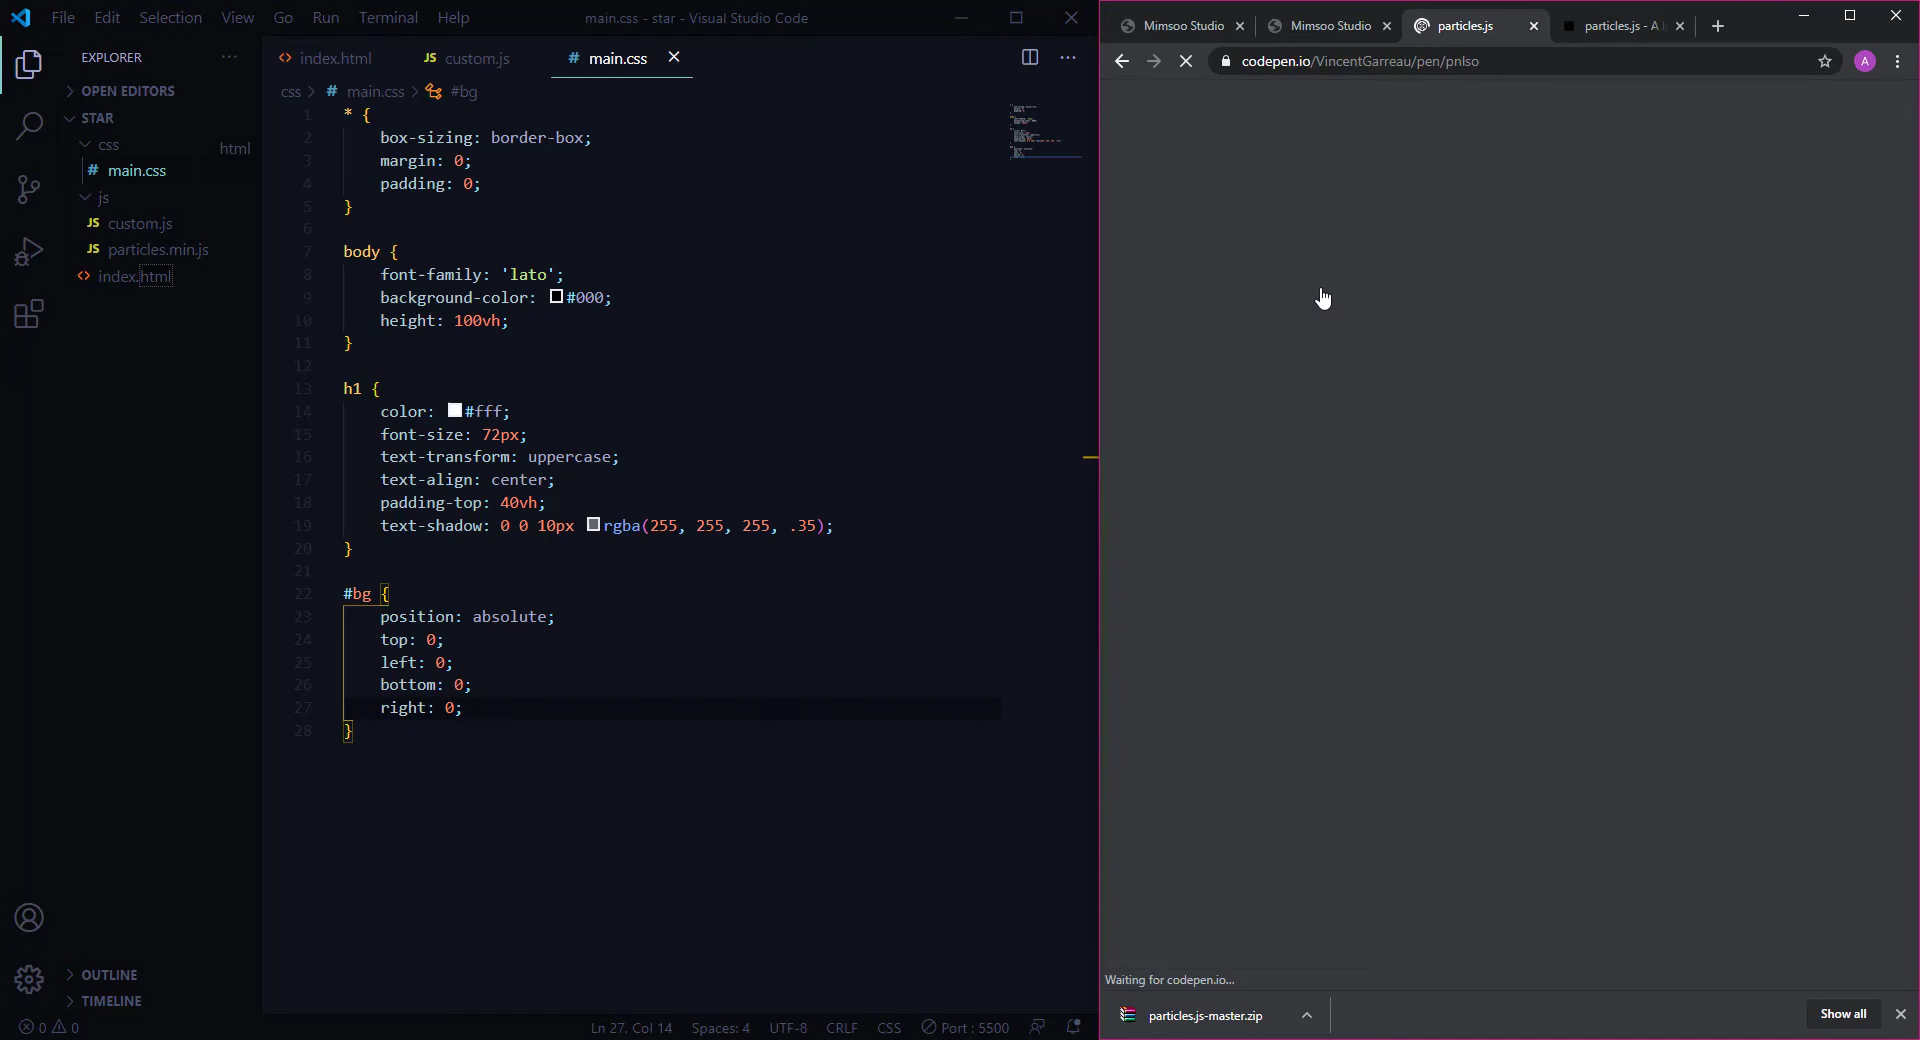 File Edit Selection View Go Run Terminal Help
main.css - star - Visual Studio Code
EXPLORER
OPEN EDITORS
STAR
css
html
main.css
js
custom.js
particles.min.js
index.html
index.html
JS custom.js
# main.css
css > # main.css > #bg
1 * {
2 box-sizing: border-box;
3 margin: 0;
4 padding: 0;
5 }
6
7 body {
8 font-family: 'lato';
9 background-color: #000;
10 height: 100vh;
11 }
12
13 h1 {
14 color: #fff;
15 font-size: 72px;
16 text-transform: uppercase;
17 text-align: center;
18 padding-top: 40vh;
19 text-shadow: 0 0 10px rgba(255, 255, 255, .35);
20 }
21
22 #bg {
23 position: absolute;
24 top: 0;
25 left: 0;
26 bottom: 0;
27 right: 0;
28 }
OUTLINE
TIMELINE
0 0
Ln 27, Col 14 Spaces: 4 UTF-8 CRLF CSS Port : 5500
Mimsoo Studio
Mimsoo Studio
particles.js
particles.js - A
codepen.io/VincentGarreau/pen/pnlso
A
Waiting for codepen.io...
particles.js-master.zip
Show all